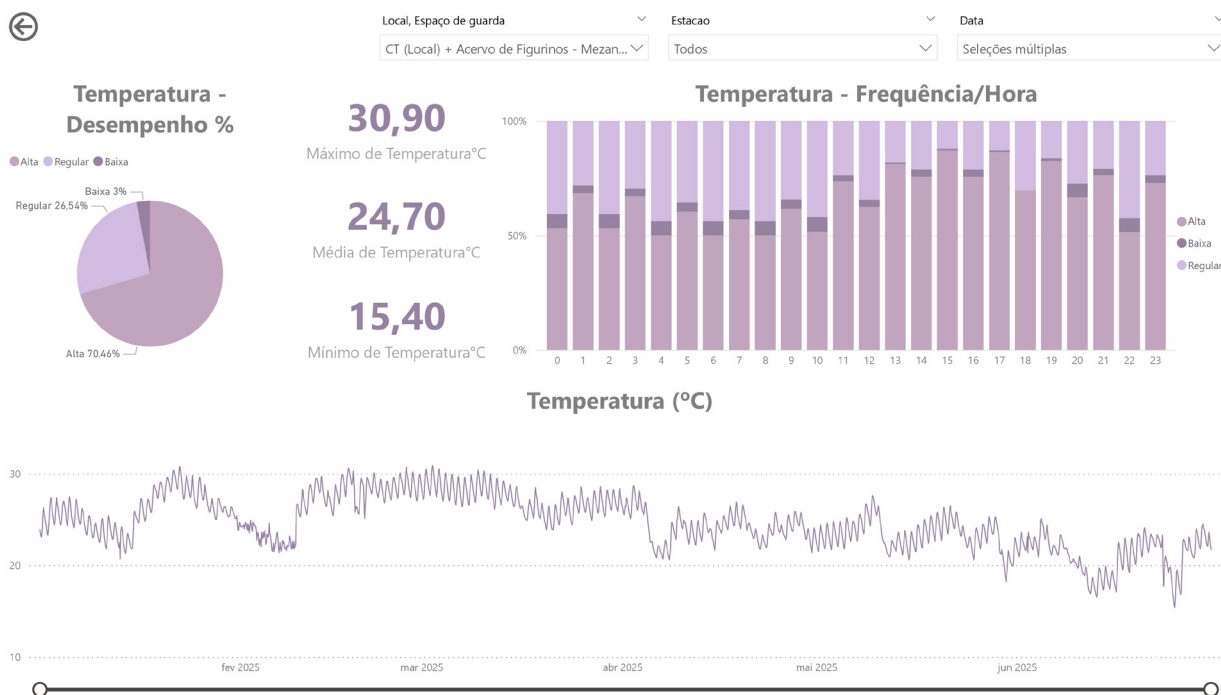 Local, Espaço de guarda
CT (Local) + Acervo de Figurinos - Mezan...
Estacao
Todos
Data
Seleções múltiplas
Temperatura -
Desempenho %
Alta Regular Baixa
Baixa 3%
Regular 26.54%
Alta 70.46%
30,90
Máximo de Temperatura°C
24,70
Média de Temperatura°C
15,40
Mínimo de Temperatura°C
Temperatura - Frequência/Hora
100%
50%
0%
0 1 2 3 4 5 6 7 8 9 10 11 12 13 14 15 16 17 18 19 20 21 22 23
Alta
Baixa
Regular
Temperatura (ºC)
30
20
10
fev 2025 mar 2025 abr 2025 mai 2025 jun 2025